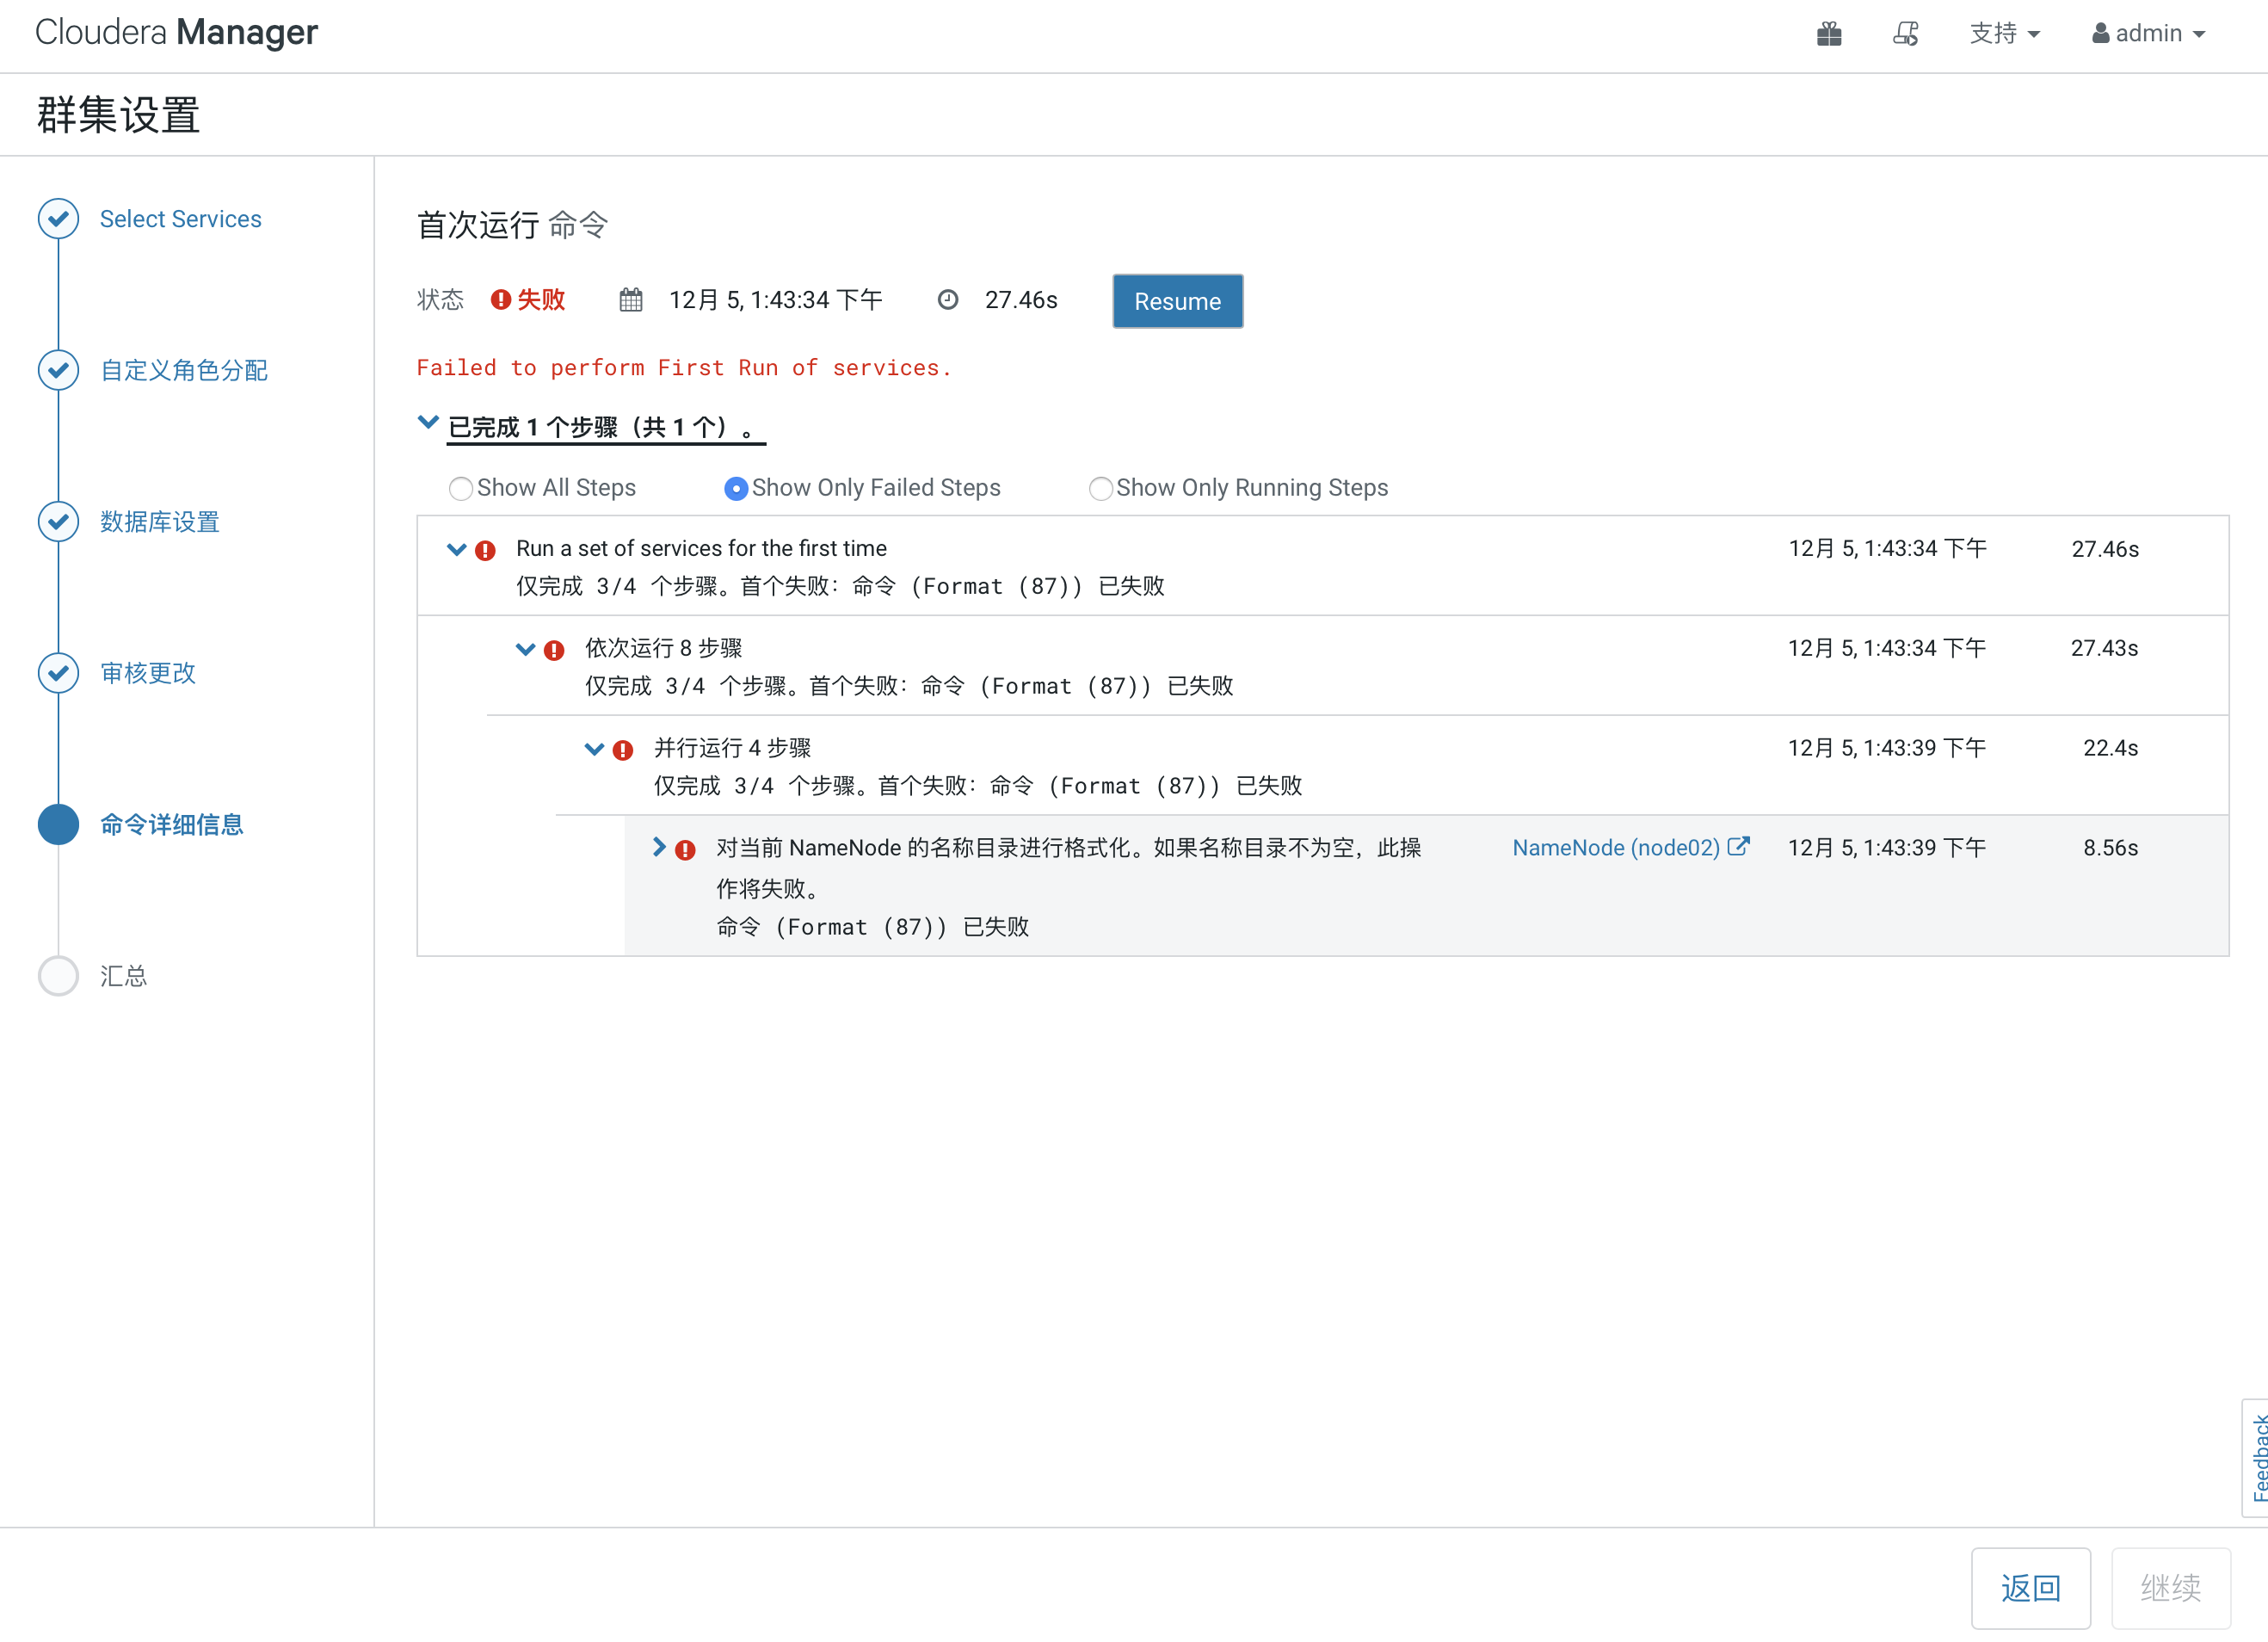 Cloudera Manager
支持
admin
群集设置
Select Services
自定义角色分配
数据库设置
审核更改
命令详细信息
汇总
首次运行 命令
状态 失败 12月 5, 1:43:34 下午 27.46s Resume
Failed to perform First Run of services.
已完成 1 个步骤（共 1 个）。
Show All Steps Show Only Failed Steps Show Only Running Steps
Run a set of services for the first time 12月 5, 1:43:34 下午 27.46s
仅完成 3/4 个步骤。首个失败：命令 (Format (87)) 已失败
依次运行 8 步骤 12月 5, 1:43:34 下午 27.43s
仅完成 3/4 个步骤。首个失败：命令 (Format (87)) 已失败
并行运行 4 步骤 12月 5, 1:43:39 下午 22.4s
仅完成 3/4 个步骤。首个失败：命令 (Format (87)) 已失败
对当前 NameNode 的名称目录进行格式化。如果名称目录不为空，此操 NameNode (node02) 12月 5, 1:43:39 下午 8.56s
作将失败。
命令 (Format (87)) 已失败
Feedback
返回
继续